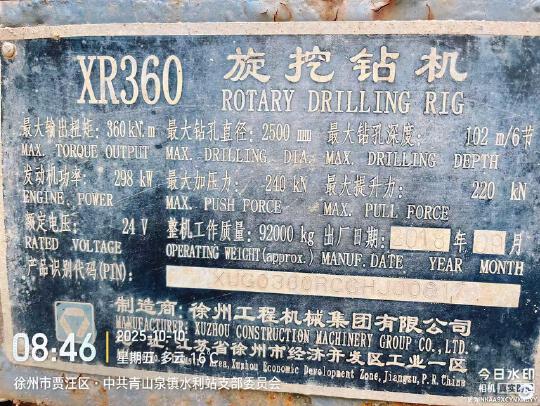 XR360 旋挖钻机
ROTARY DRILLING RIG
最大输出扭矩: 360 kN.m 最大钻孔直径: 2500 mm 最大钻孔深度: 102 m/6节
MAX. TORQUE OUTPUT MAX. DRILLING. DIA. MAX. DRILLING DEPTH
发动机功率: 298 kW 最大加压力: 240 kN 最大提升力: 220 kN
ENGINE. POWER MAX. PUSH FORCE MAX. PULL FORCE
额定电压: 24 V 整机工作质量: 92000 kg 出厂日期: 2018 年 09 月
RATED VOLTAGE OPERATING WEIGHT(approx.) MANUF. DATE YEAR MONTH
产品识别代码(PIN):
制造商: 徐州工程机械集团有限公司
MANUFACTURER: XUZHOU CONSTRUCTION MACHINERY GROUP CO., LTD.
江苏省徐州市经济开发区工业一区
Xuzhou Economic Development Zone, Jiangsu, P.R. China
08:46
2025-10-10
星期五 多云 16℃
徐州市贾汪区·中共青山泉镇水利站支部委员会
今日水印
相机